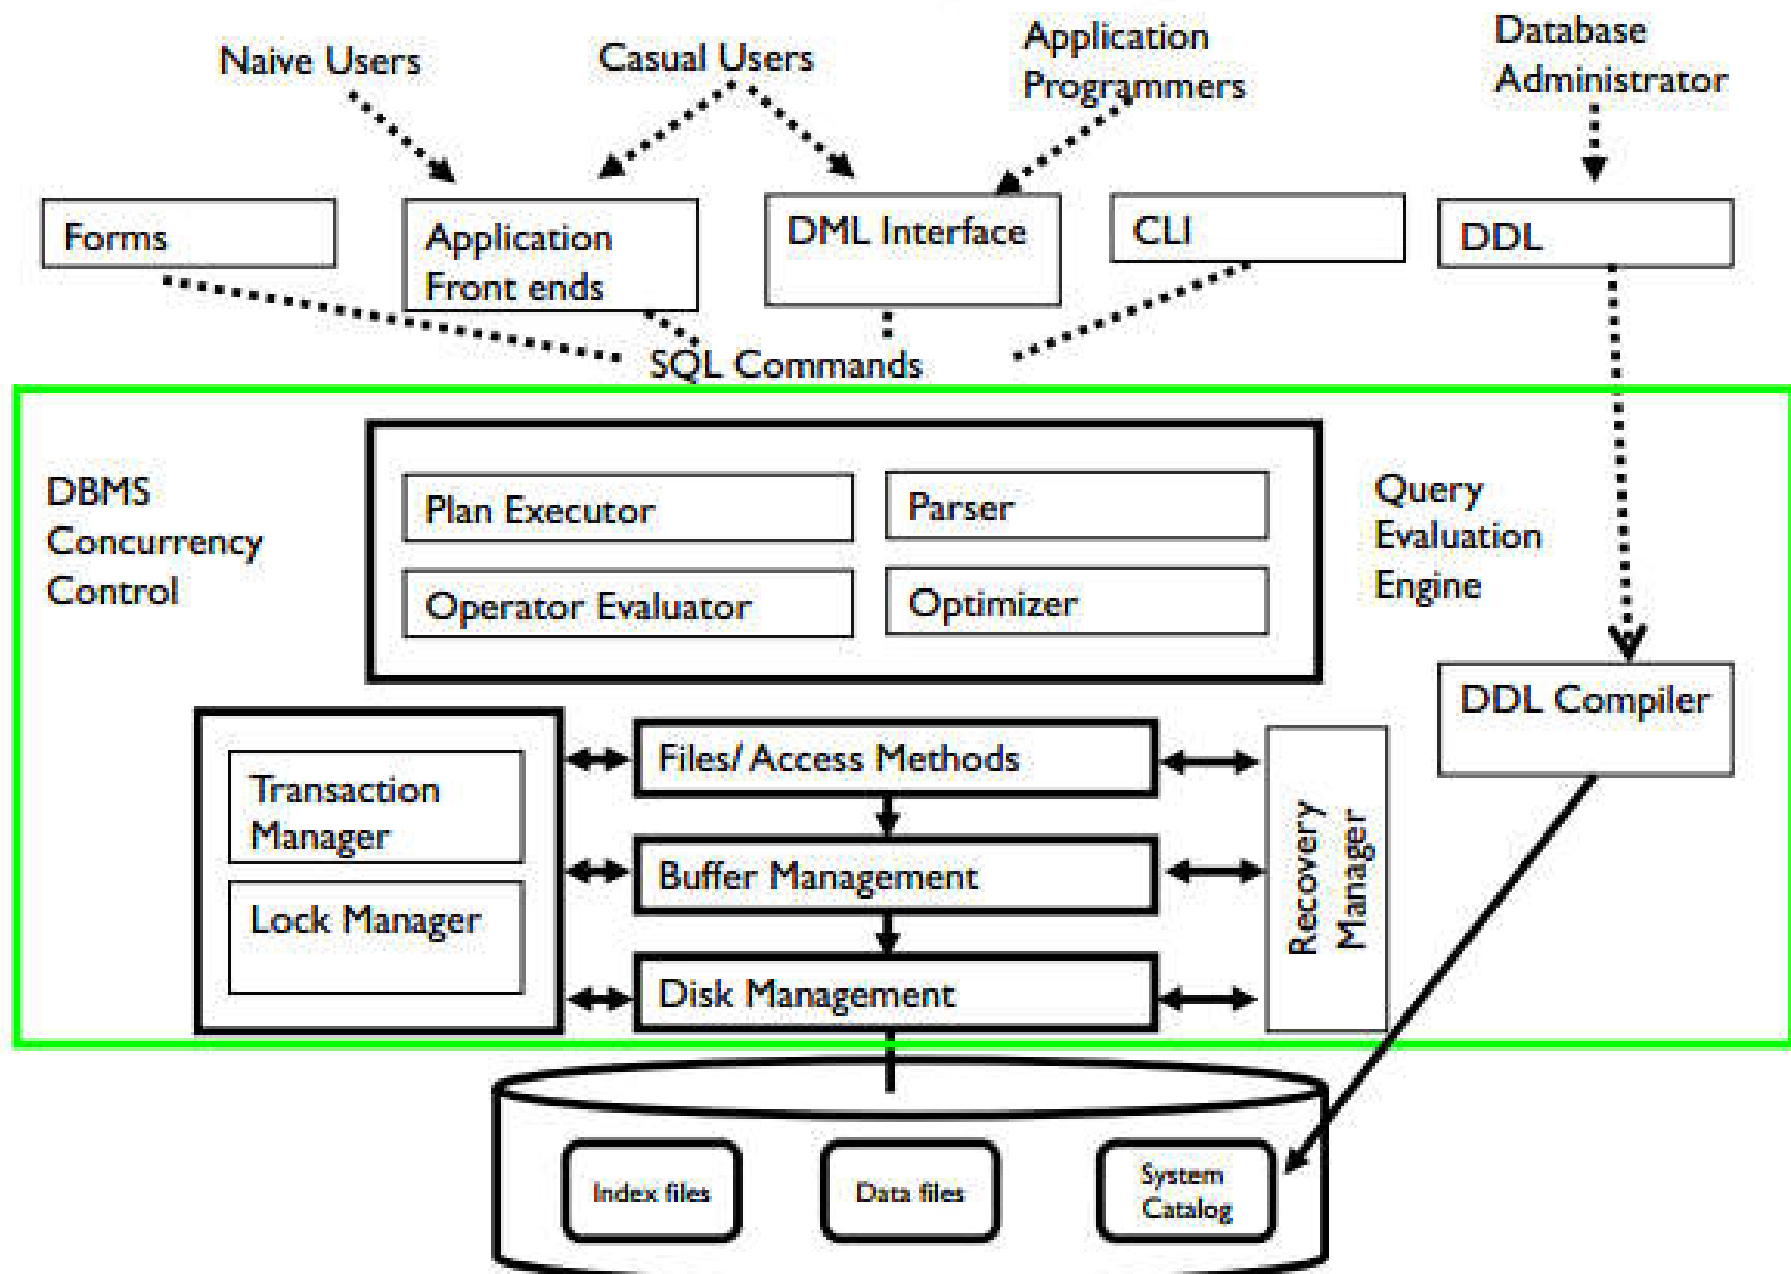 Naive Users
Casual Users
Application
Programmers
Database
Administrator
Forms
Application
Front ends
DML Interface
CLI
DDL
SQL Commands
DBMS
Concurrency
Control
Plan Executor
Parser
Operator Evaluator
Optimizer
Query
Evaluation
Engine
DDL Compiler
Transaction
Manager
Lock Manager
Files/ Access Methods
Buffer Management
Disk Management
Recovery
Manager
Index files
Data files
System
Catalog